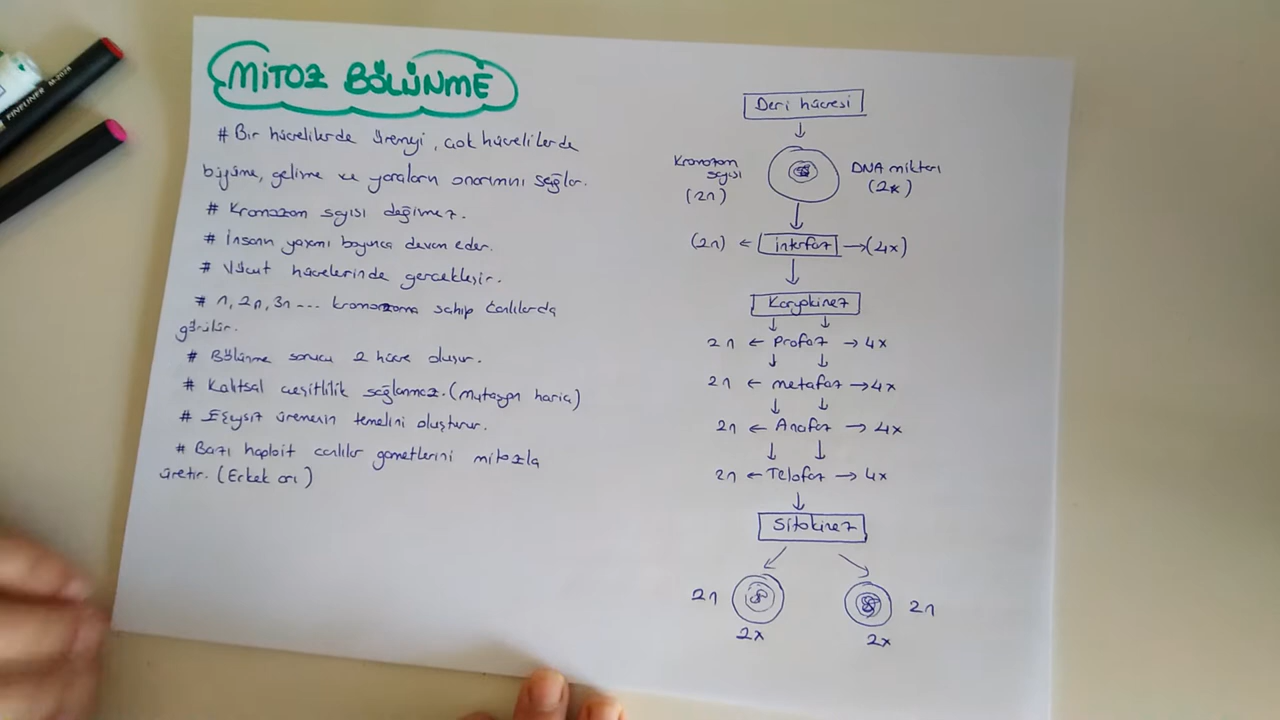 MİTOZ BÖLÜNME
# Bir hücrelilerde üremeyi, çok hücrelilerde
büyüme, gelişme ve yaraların onarımını sağlar.
# Kromozom sayısı değişmez.
# İnsanın yaşamı boyunca devam eder.
# Vücut hücrelerinde gerçekleşir.
# n, 2n, 3n --- kromozoma sahip canlılarda
görülür.
# Bölünme sonucu 2 hücre oluşur.
# Kalıtsal çeşitlilik sağlanmaz. (mutasyon hariç)
# Eşeysiz üremenin temelini oluşturur.
# Bazı haploit canlılar gametlerini mitozla
üretir. (Erkek arı)
Deri hücresi
Kromozom
sayısı
(2n)
DNA miktarı
(2x)
(2n) ← interfaz → (4x)
Karyokinez
2n ← Profaz → 4x
2n ← metafaz → 4x
2n ← Anafaz → 4x
2n ← Telofaz → 4x
Sitokinez
2n
2n
2x
2x
FINELINER M-2028